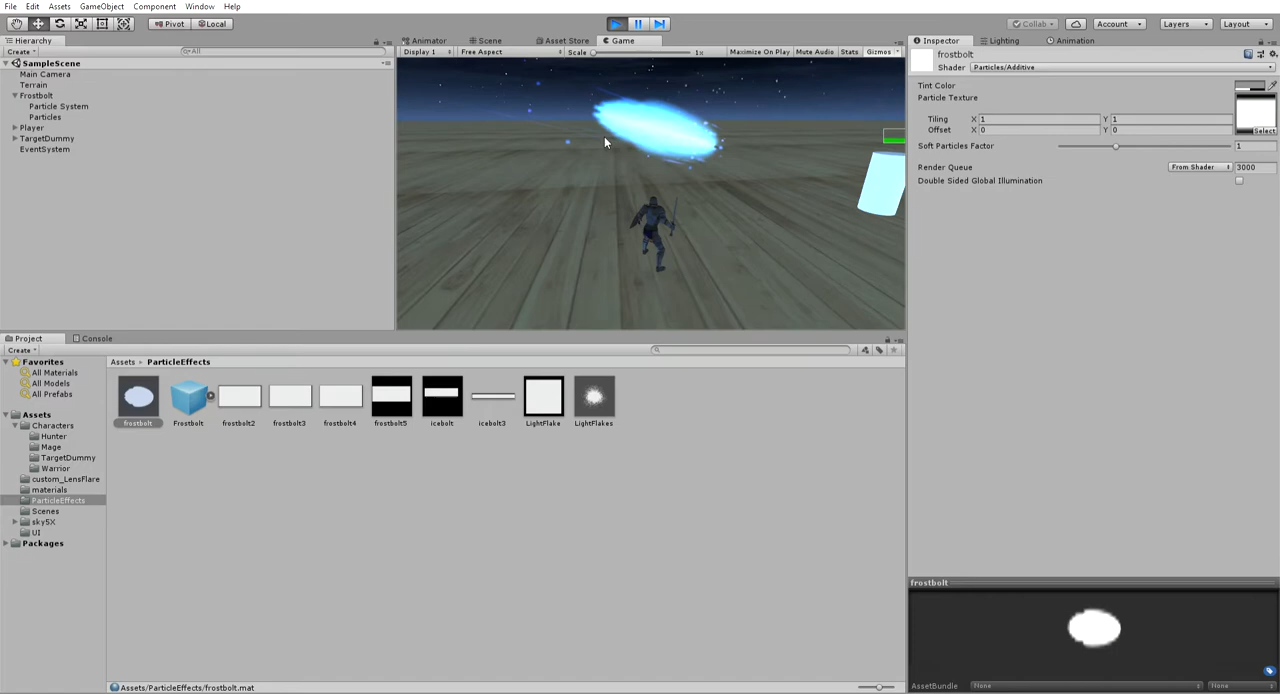 File Edit Assets GameObject Component Window Help
Pivot Local Collab Account Layers Layout
Hierarchy
Create All
SampleScene
Main Camera
Terrain
Frostbolt
Particle System
Particles
Player
TargetDummy
EventSystem
Animator Scene Asset Store Game
Display 1 Free Aspect Scale 1x Maximize On Play Mute Audio Stats Gizmos
Inspector Lighting Animation
frostbolt
Shader Particles/Additive
Tint Color
Particle Texture
Tiling X 1 Y 1
Offset X 0 Y 0
Select
Soft Particles Factor 1
Render Queue From Shader 3000
Double Sided Global Illumination
Project Console
Create
Favorites
All Materials
All Models
All Prefabs
Assets
Characters
Hunter
Mage
TargetDummy
Warrior
custom_LensFlare
materials
ParticleEffects
Scenes
sky5X
UI
Packages
Assets ParticleEffects
frostbolt Frostbolt frostbolt2 frostbolt3 frostbolt4 frostbolt5 icebolt icebolt3 LightFlake LightFlakes
Assets/ParticleEffects/frostbolt.mat
frostbolt
AssetBundle None None